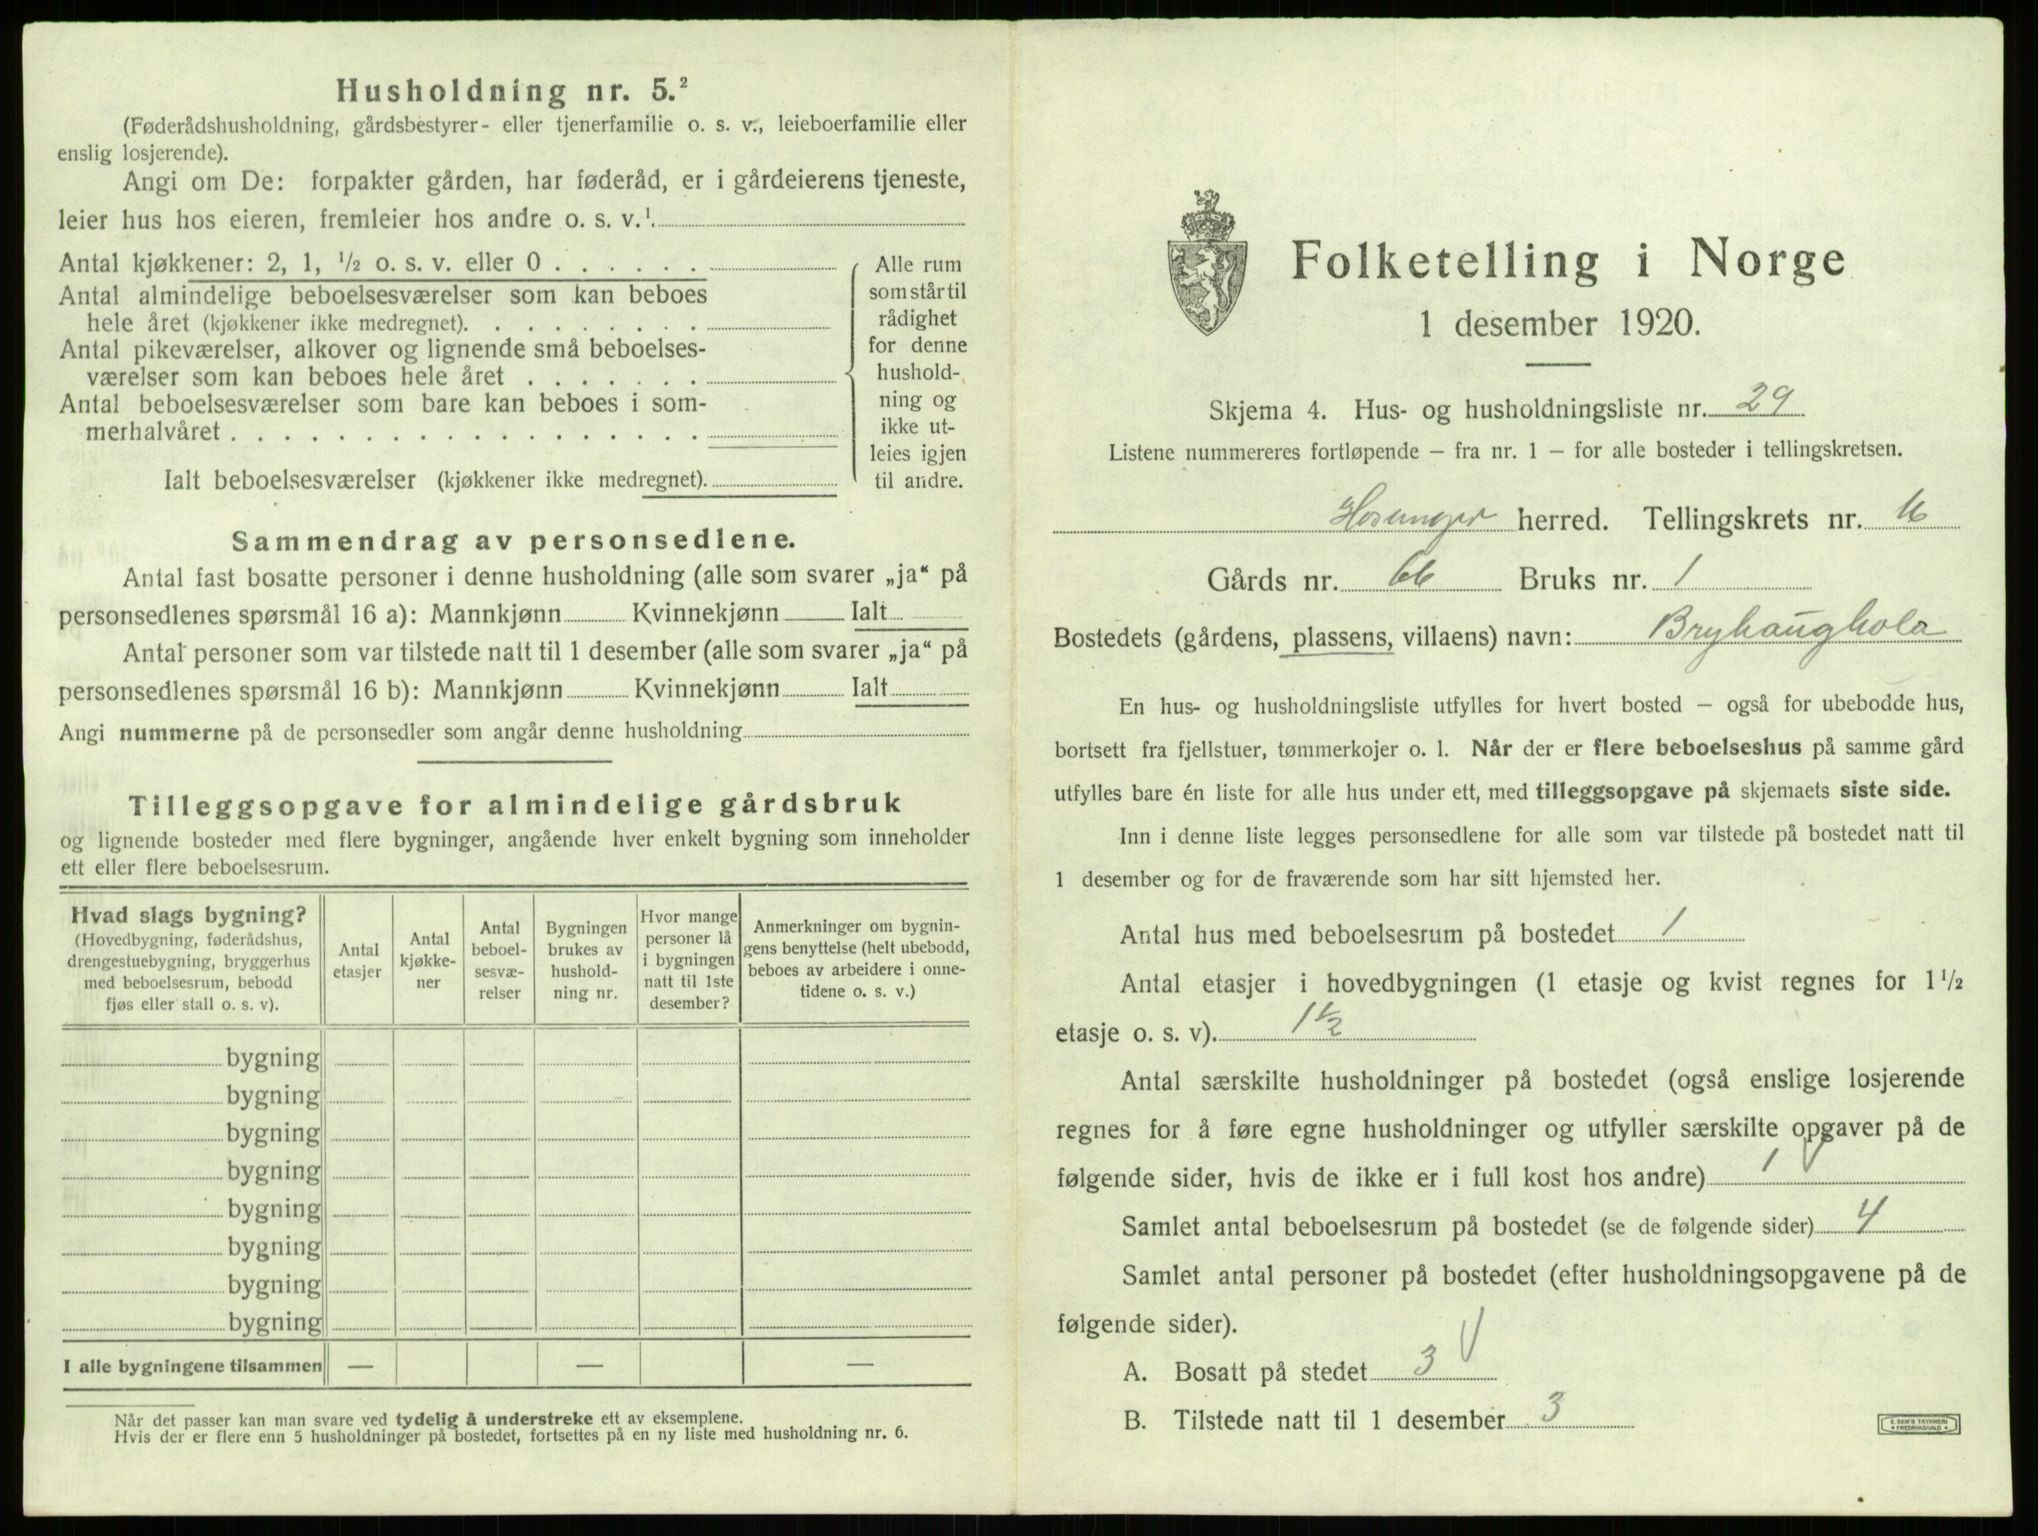 Husholdning nr. 5.²
(Føderådshusholdning, gårdsbestyrer- eller tjenerfamilie o. s. v., leieboerfamilie eller
enslig losjerende).
Angi om De: forpakter gården, har føderåd, er i gårdeierens tjeneste,
leier hus hos eieren, fremleier hos andre o. s. v.¹
Antal kjøkkener: 2, 1, ½ o. s. v. eller 0 . . . . . .
Antal almindelige beboelsesværelser som kan beboes
hele året (kjøkkener ikke medregnet). . . . . . . . .
Antal pikeværelser, alkover og lignende små beboelses-
værelser som kan beboes hele året . . . . . . .
Antal beboelsesværelser som bare kan beboes i som-
merhalvåret . . . . . . . . . . . . . . . . . .
Ialt beboelsesværelser (kjøkkener ikke medregnet).
Alle rum
som står til
rådighet
for denne
hushold-
ning og
ikke ut-
leies igjen
til andre.
Sammendrag av personsedlene.
Antal fast bosatte personer i denne husholdning (alle som svarer „ja“ på
personsedlenes spørsmål 16 a): Mannkjønn Kvinnekjønn Ialt
Antal personer som var tilstede natt til 1 desember (alle som svarer „ja“ på
personsedlenes spørsmål 16 b): Mannkjønn Kvinnekjønn Ialt
Angi nummerne på de personsedler som angår denne husholdning
Tilleggsopgave for almindelige gårdsbruk
og lignende bosteder med flere bygninger, angående hver enkelt bygning som inneholder
ett eller flere beboelsesrum.
Hvad slags bygning?
(Hovedbygning, føderådshus,
drengestuebygning, bryggerhus
med beboelsesrum, bebodd
fjøs eller stall o. s. v).
Antal
etasjer
Antal
kjøkke-
ner
Antal
beboel-
sesvæ-
relser
Bygningen
brukes av
hushold-
ning nr.
Hvor mange
personer lå
i bygningen
natt til 1ste
desember?
Anmerkninger om bygnin-
gens benyttelse (helt ubebodd,
beboes av arbeidere i onne-
tidene o. s. v.)
bygning
bygning
bygning
bygning
bygning
bygning
bygning
bygning
I alle bygningene tilsammen — — —
Når det passer kan man svare ved tydelig å understreke ett av eksemplene.
Hvis der er flere enn 5 husholdninger på bostedet, fortsettes på en ny liste med husholdning nr. 6.
Folketelling i Norge
1 desember 1920.
Skjema 4. Hus- og husholdningsliste nr. 29
Listene nummereres fortløpende – fra nr. 1 – for alle bosteder i tellingskretsen.
Hosanger herred. Tellingskrets nr. 16
Gårds nr. 66 Bruks nr. 1
Bostedets (gårdens, plassens, villaens) navn: Bryhaughola
En hus- og husholdningsliste utfylles for hvert bosted – også for ubebodde hus,
bortsett fra fjellstuer, tømmerkojer o. l. Når der er flere beboelseshus på samme gård
utfylles bare én liste for alle hus under ett, med tilleggsopgave på skjemaets siste side.
Inn i denne liste legges personsedlene for alle som var tilstede på bostedet natt til
1 desember og for de fraværende som har sitt hjemsted her.
Antal hus med beboelsesrum på bostedet 1
Antal etasjer i hovedbygningen (1 etasje og kvist regnes for 1½
etasje o. s. v). 1½
Antal særskilte husholdninger på bostedet (også enslige losjerende
regnes for å føre egne husholdninger og utfyller særskilte opgaver på de
følgende sider, hvis de ikke er i full kost hos andre) 1
Samlet antal beboelsesrum på bostedet (se de følgende sider) 4
Samlet antal personer på bostedet (efter husholdningsopgavene på de
følgende sider).
A. Bosatt på stedet 3
B. Tilstede natt til 1 desember 3
E. SEM'S TRYKKERI
FREDRIKSHALD